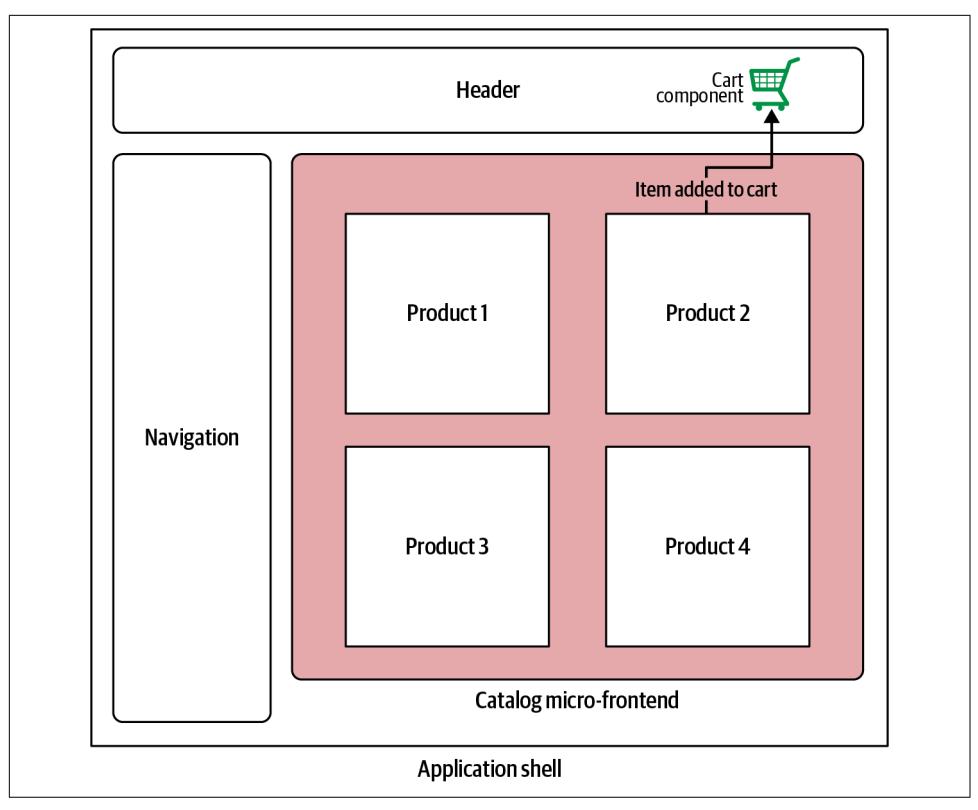 Header
Cart
component
Item added to cart
Product 1
Product 2
Navigation
Product 3
Product 4
Catalog micro-frontend
Application shell